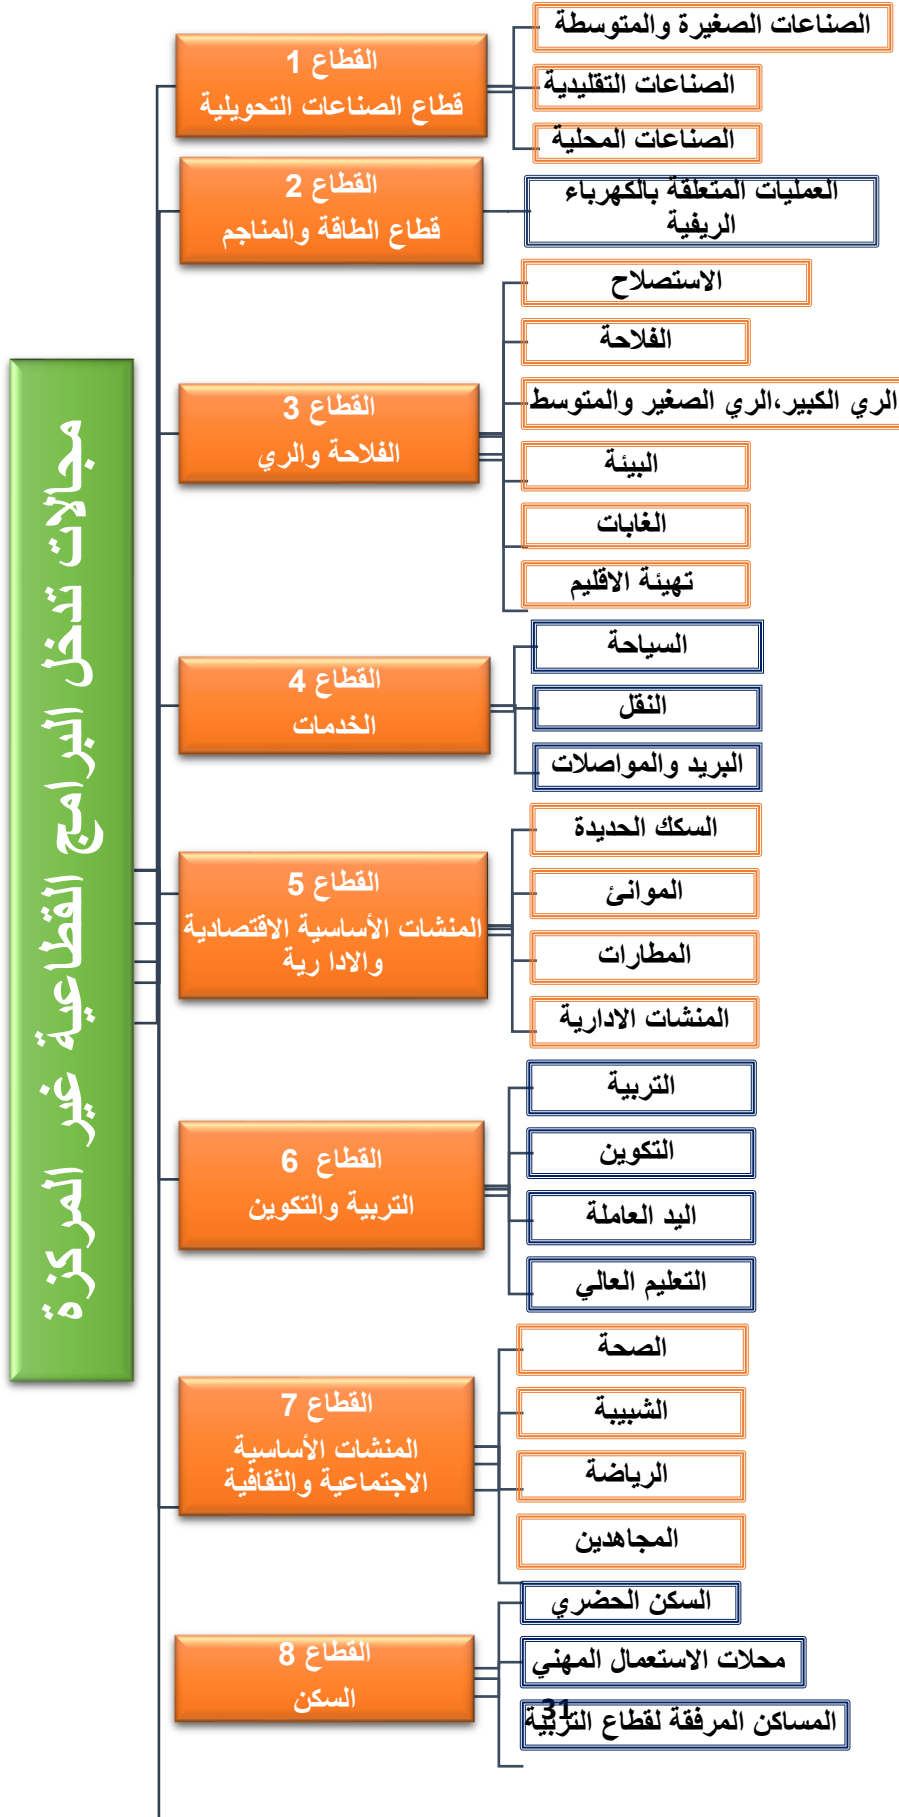 مجالات تدخل البرامج القطاعية غير المركزة
القطاع 1
قطاع الصناعات التحويلية
الصناعات الصغيرة والمتوسطة
الصناعات التقليدية
الصناعات المحلية
القطاع 2
قطاع الطاقة والمناجم
العمليات المتعلقة بالكهرباء
الريفية
القطاع 3
الفلاحة والري
الاستصلاح
الفلاحة
الري الكبير،الري الصغير والمتوسط
البيئة
الغابات
تهيئة الاقليم
القطاع 4
الخدمات
السياحة
النقل
البريد والمواصلات
القطاع 5
المنشات الأساسية الاقتصادية
والادا رية
السكك الحديدة
الموانئ
المطارات
المنشات الادارية
القطاع 6
التربية والتكوين
التربية
التكوين
اليد العاملة
التعليم العالي
القطاع 7
المنشات الأساسية
الاجتماعية والثقافية
الصحة
الشبيبة
الرياضة
المجاهدين
القطاع 8
السكن
السكن الحضري
محلات الاستعمال المهني
المساكن المرفقة لقطاع التربية
31